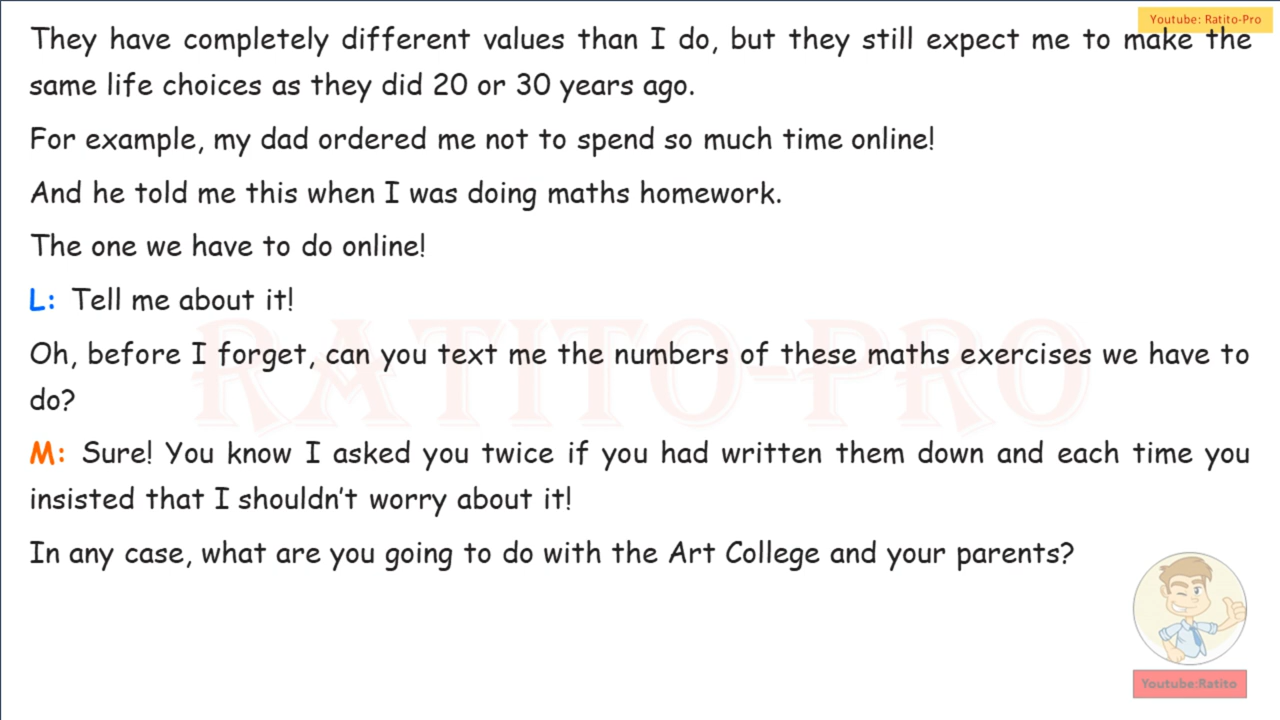 Youtube: Ratito-Pro
They have completely different values than I do, but they still expect me to make the
same life choices as they did 20 or 30 years ago.
For example, my dad ordered me not to spend so much time online!
And he told me this when I was doing maths homework.
The one we have to do online!
L: Tell me about it!
RATITO-PRO
Oh, before I forget, can you text me the numbers of these maths exercises we have to
do?
M: Sure! You know I asked you twice if you had written them down and each time you
insisted that I shouldn't worry about it!
In any case, what are you going to do with the Art College and your parents?
Youtube:Ratito